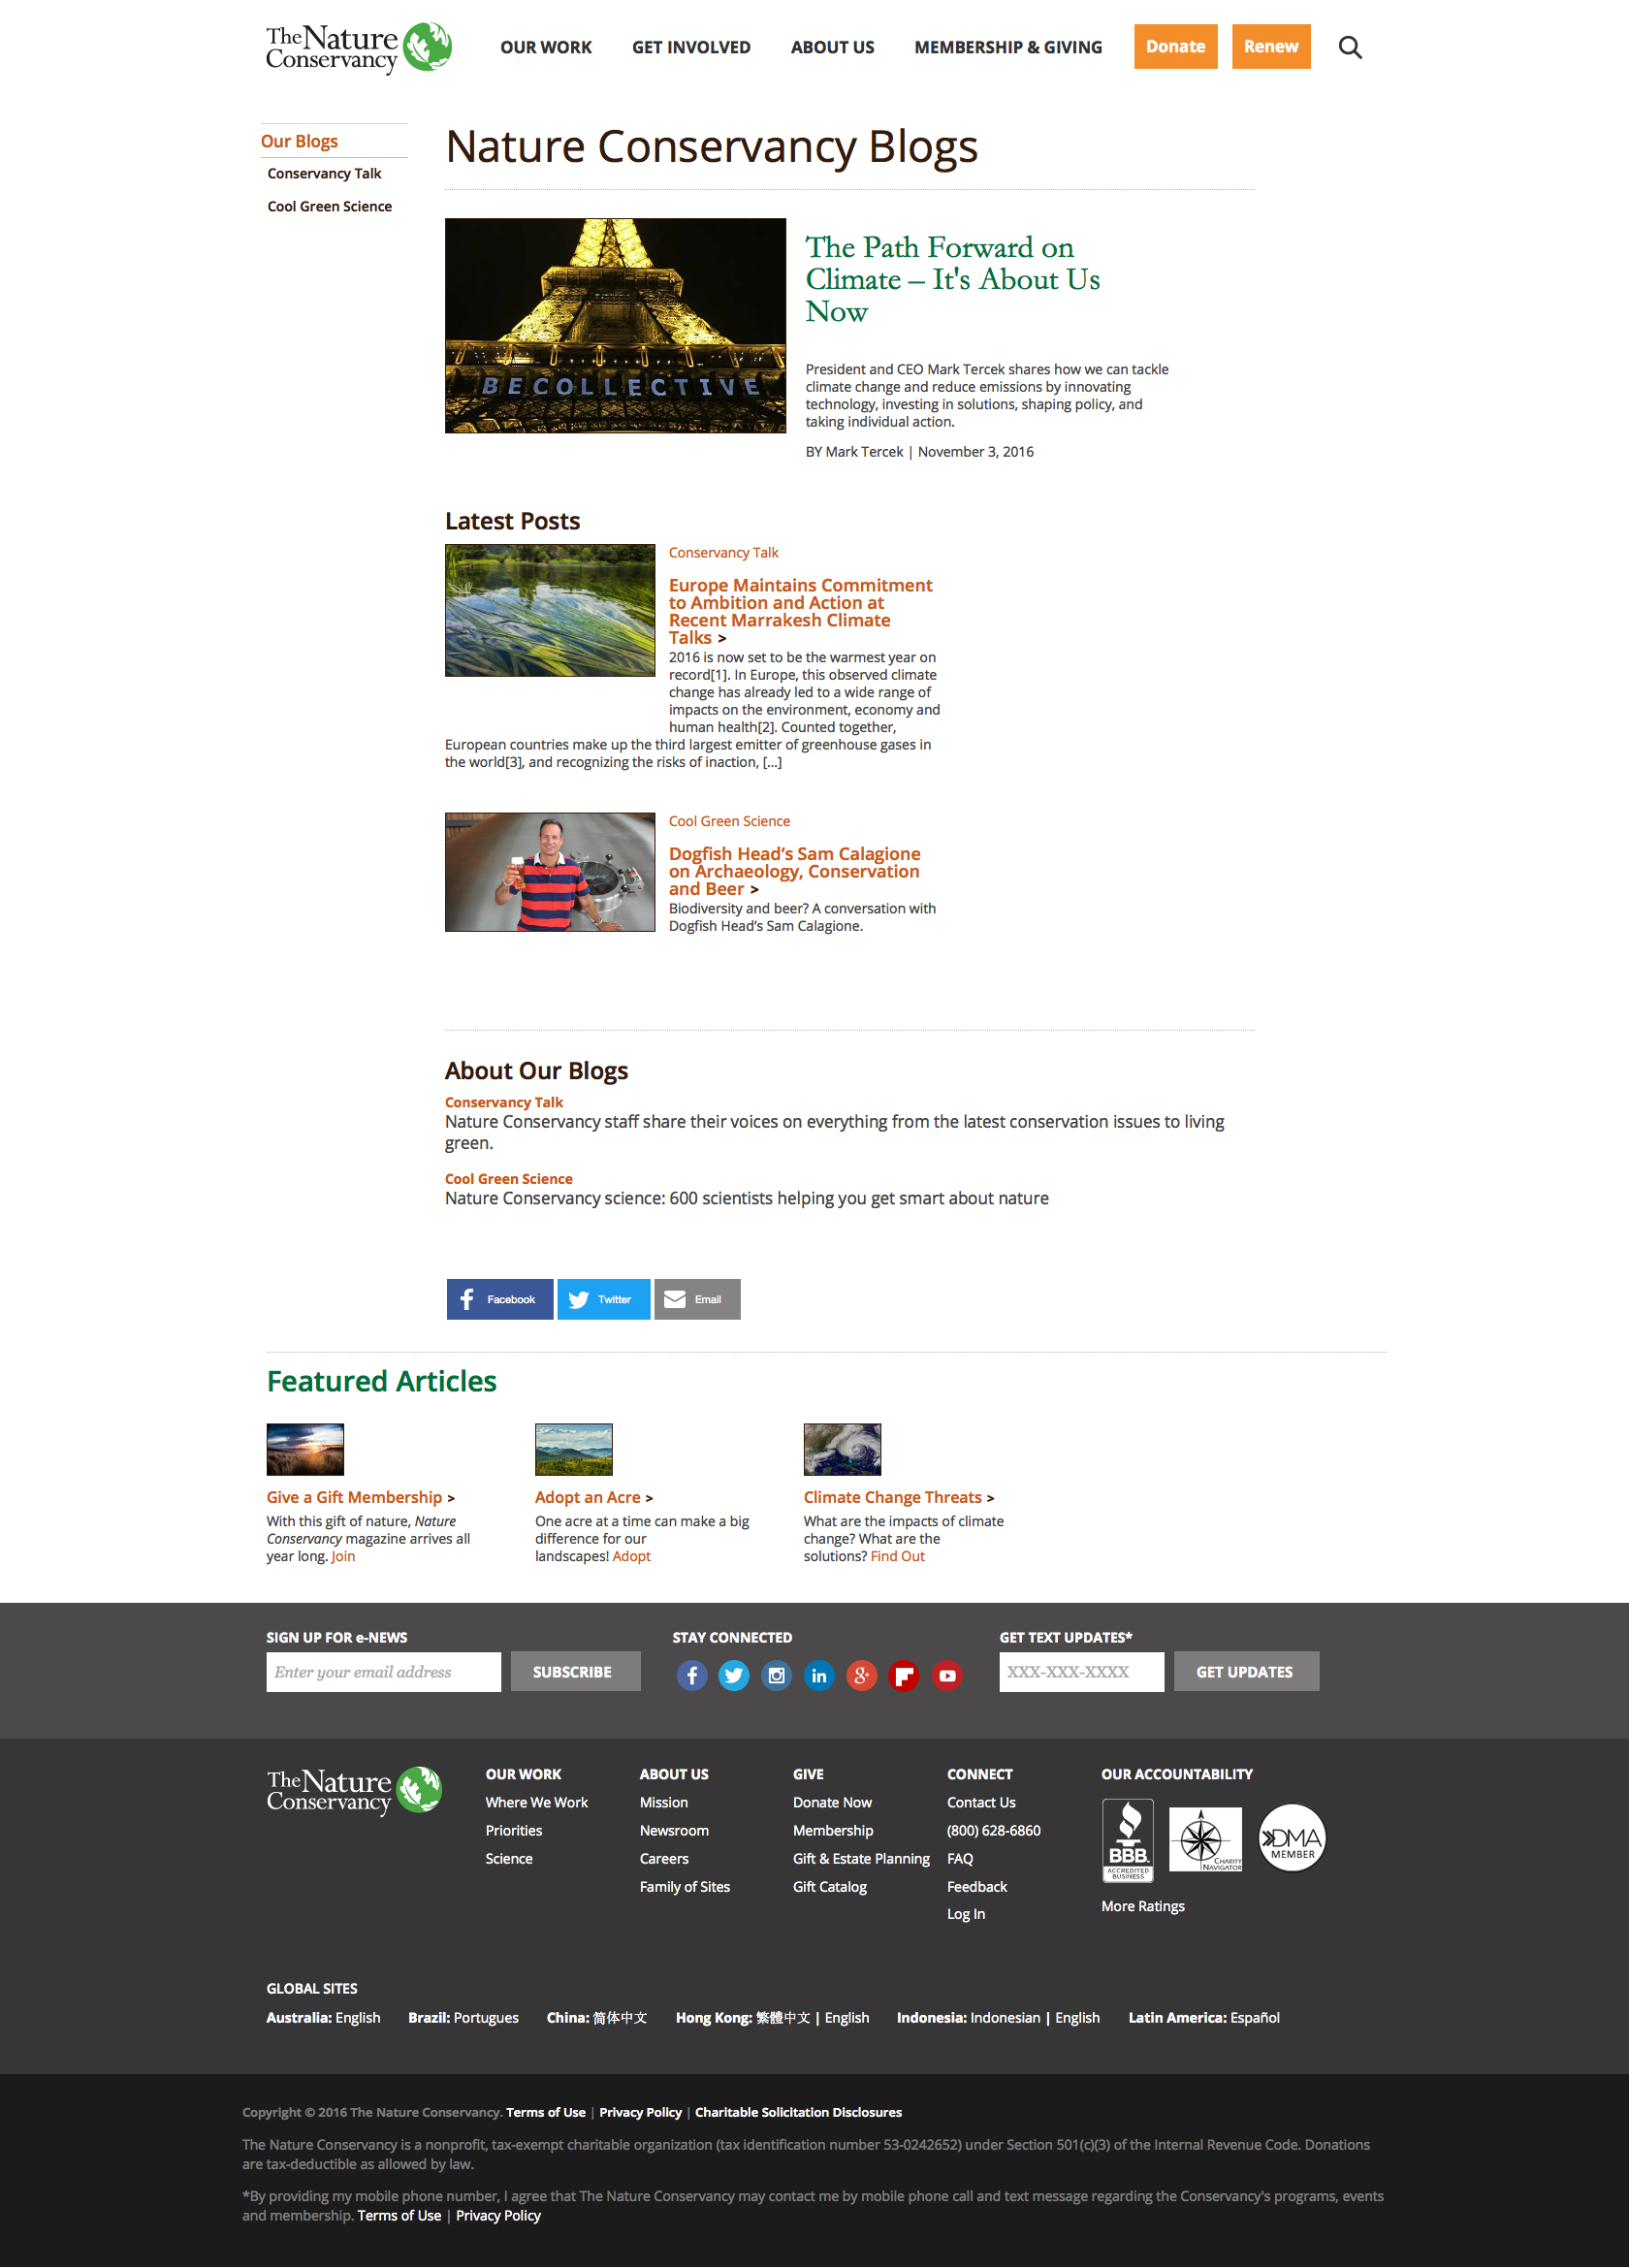 The Nature
Conservancy
OUR WORK
GET INVOLVED
ABOUT US
MEMBERSHIP & GIVING
Donate
Renew
Our Blogs
Conservancy Talk
Cool Green Science
Nature Conservancy Blogs
BECOLLECTIVE
The Path Forward on
Climate – It's About Us
Now
President and CEO Mark Tercek shares how we can tackle
climate change and reduce emissions by innovating
technology, investing in solutions, shaping policy, and
taking individual action.
BY Mark Tercek | November 3, 2016
Latest Posts
Conservancy Talk
Europe Maintains Commitment
to Ambition and Action at
Recent Marrakesh Climate
Talks >
2016 is now set to be the warmest year on
record[1]. In Europe, this observed climate
change has already led to a wide range of
impacts on the environment, economy and
human health[2]. Counted together,
European countries make up the third largest emitter of greenhouse gases in
the world[3], and recognizing the risks of inaction, [...]
Cool Green Science
Dogfish Head’s Sam Calagione
on Archaeology, Conservation
and Beer >
Biodiversity and beer? A conversation with
Dogfish Head’s Sam Calagione.
About Our Blogs
Conservancy Talk
Nature Conservancy staff share their voices on everything from the latest conservation issues to living
green.
Cool Green Science
Nature Conservancy science: 600 scientists helping you get smart about nature
Facebook
Twitter
Email
Featured Articles
Give a Gift Membership >
With this gift of nature, Nature
Conservancy magazine arrives all
year long. Join
Adopt an Acre >
One acre at a time can make a big
difference for our
landscapes! Adopt
Climate Change Threats >
What are the impacts of climate
change? What are the
solutions? Find Out
SIGN UP FOR e-NEWS
Enter your email address
SUBSCRIBE
STAY CONNECTED
GET TEXT UPDATES*
XXX-XXX-XXXX
GET UPDATES
The Nature
Conservancy
OUR WORK
Where We Work
Priorities
Science
ABOUT US
Mission
Newsroom
Careers
Family of Sites
GIVE
Donate Now
Membership
Gift & Estate Planning
Gift Catalog
CONNECT
Contact Us
(800) 628-6860
FAQ
Feedback
Log In
OUR ACCOUNTABILITY
BBB.
ACCREDITED
BUSINESS
CHARITY
NAVIGATOR
DMA
MEMBER
More Ratings
GLOBAL SITES
Australia: English
Brazil: Portugues
China: 简体中文
Hong Kong: 繁體中文 | English
Indonesia: Indonesian | English
Latin America: Español
Copyright © 2016 The Nature Conservancy. Terms of Use | Privacy Policy | Charitable Solicitation Disclosures
The Nature Conservancy is a nonprofit, tax-exempt charitable organization (tax identification number 53-0242652) under Section 501(c)(3) of the Internal Revenue Code. Donations
are tax-deductible as allowed by law.
*By providing my mobile phone number, I agree that The Nature Conservancy may contact me by mobile phone call and text message regarding the Conservancy's programs, events
and membership. Terms of Use | Privacy Policy